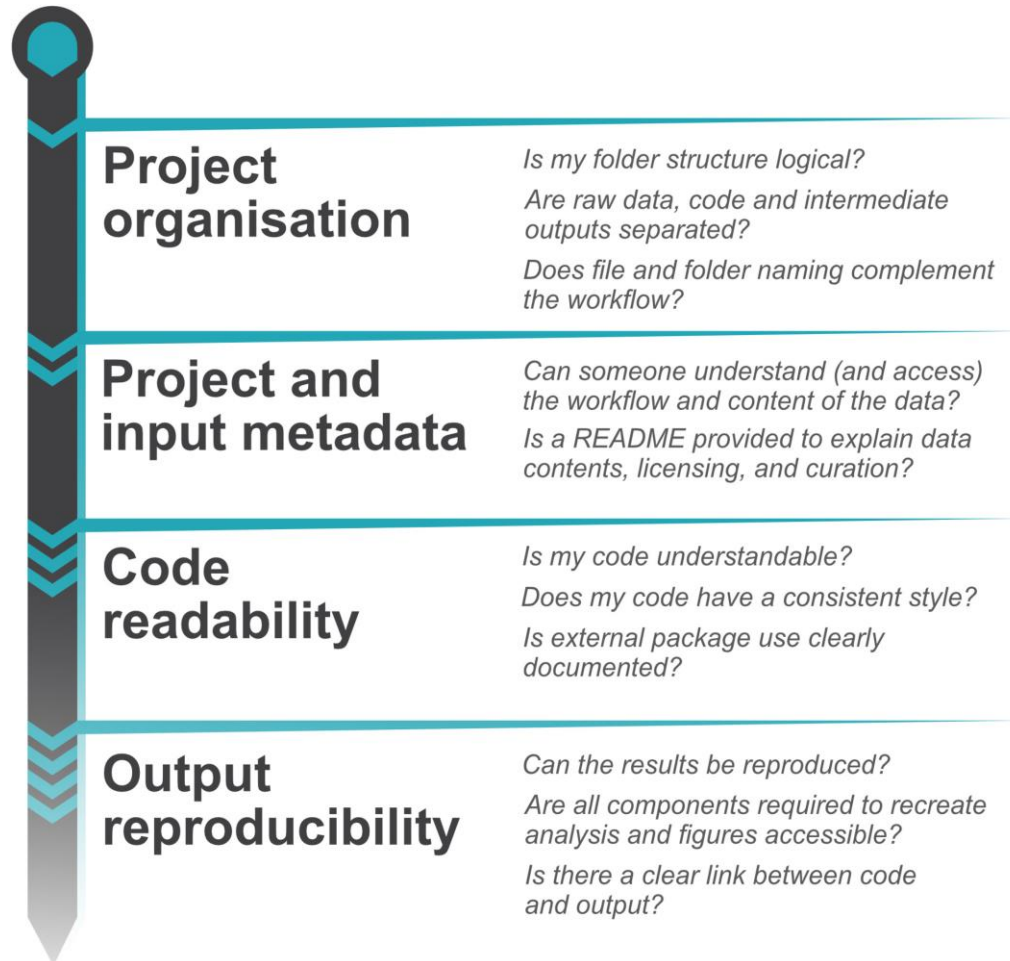 Project
organisation
Is my folder structure logical?
Are raw data, code and intermediate
outputs separated?
Does file and folder naming complement
the workflow?
Project and
input metadata
Can someone understand (and access)
the workflow and content of the data?
Is a README provided to explain data
contents, licensing, and curation?
Code
readability
Is my code understandable?
Does my code have a consistent style?
Is external package use clearly
documented?
Output
reproducibility
Can the results be reproduced?
Are all components required to recreate
analysis and figures accessible?
Is there a clear link between code
and output?